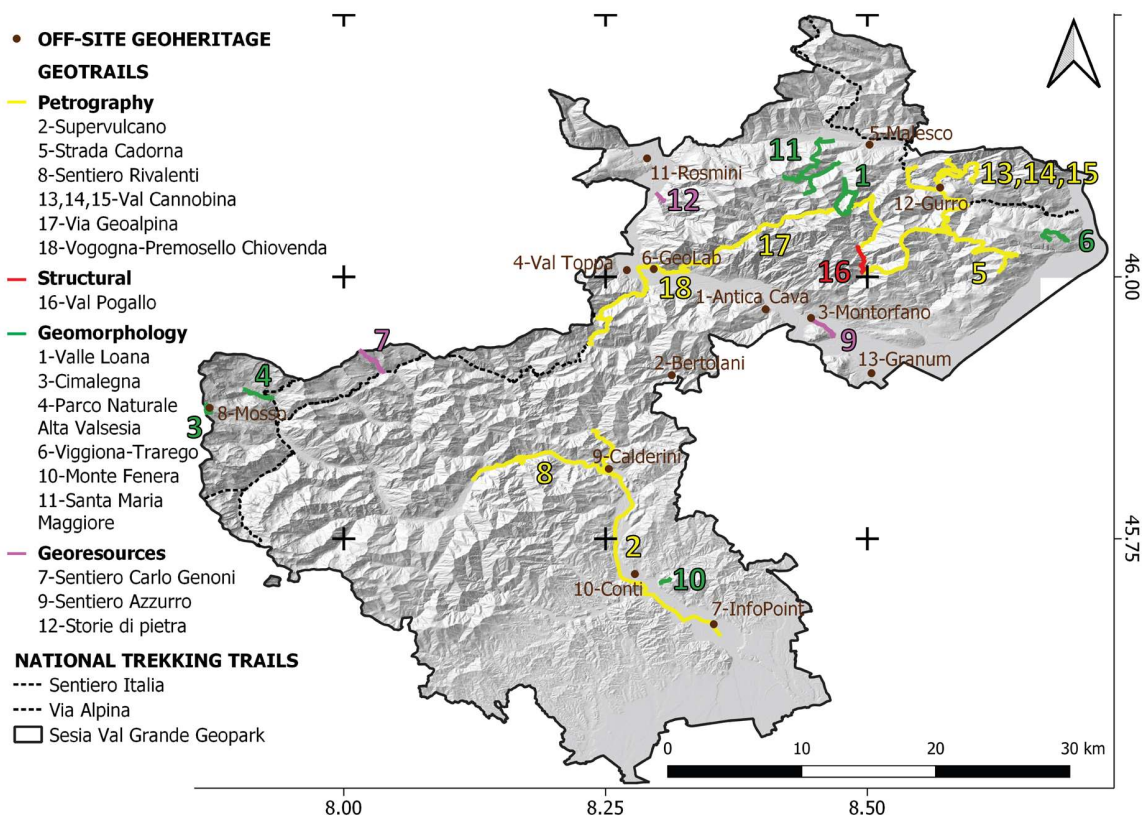 OFF-SITE GEOHERITAGE
GEOTRAILS
Petrography
2-Supervulcano
5-Strada Cadorna
8-Sentiero Rivalenti
13,14,15-Val Cannobina
17-Via Geoalpina
18-Vogogna-Premosello Chiovenda
Structural
16-Val Pogallo
Geomorphology
1-Valle Loana
3-Cimalegna
4-Parco Naturale
Alta Valsesia
6-Viggiona-Trarego
10-Monte Fenera
11-Santa Maria
Maggiore
Georesources
7-Sentiero Carlo Genoni
9-Sentiero Azzurro
12-Storie di pietra
NATIONAL TREKKING TRAILS
Sentiero Italia
Via Alpina
Sesia Val Grande Geopark
5-Malesco
11
11-Rosmini
1
13,14,15
12
12-Gurro
17
6
4-Val Toppa
6-GeoLab
16
5
18
1-Antica Cava
3-Montorfano
9
7
2-Bertolani
13-Granum
4
8-Mosso
3
9-Calderini
8
2
10-Conti
10
7-InfoPoint
46.00
45.75
0
10
20
30 km
8.00
8.25
8.50